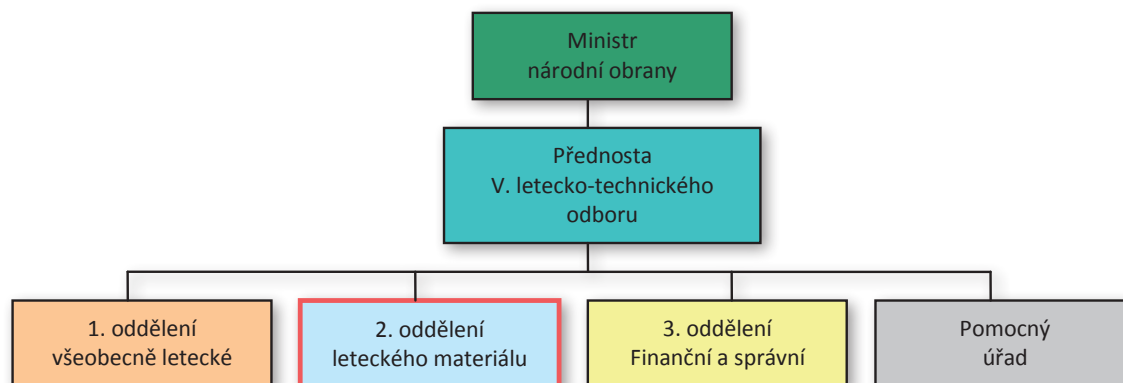 Ministr
národní obrany
Přednosta
V. letecko-technického
odboru
1. oddělení
všeobecně letecké
2. oddělení
leteckého materiálu
3. oddělení
Finanční a správní
Pomocný
úřad